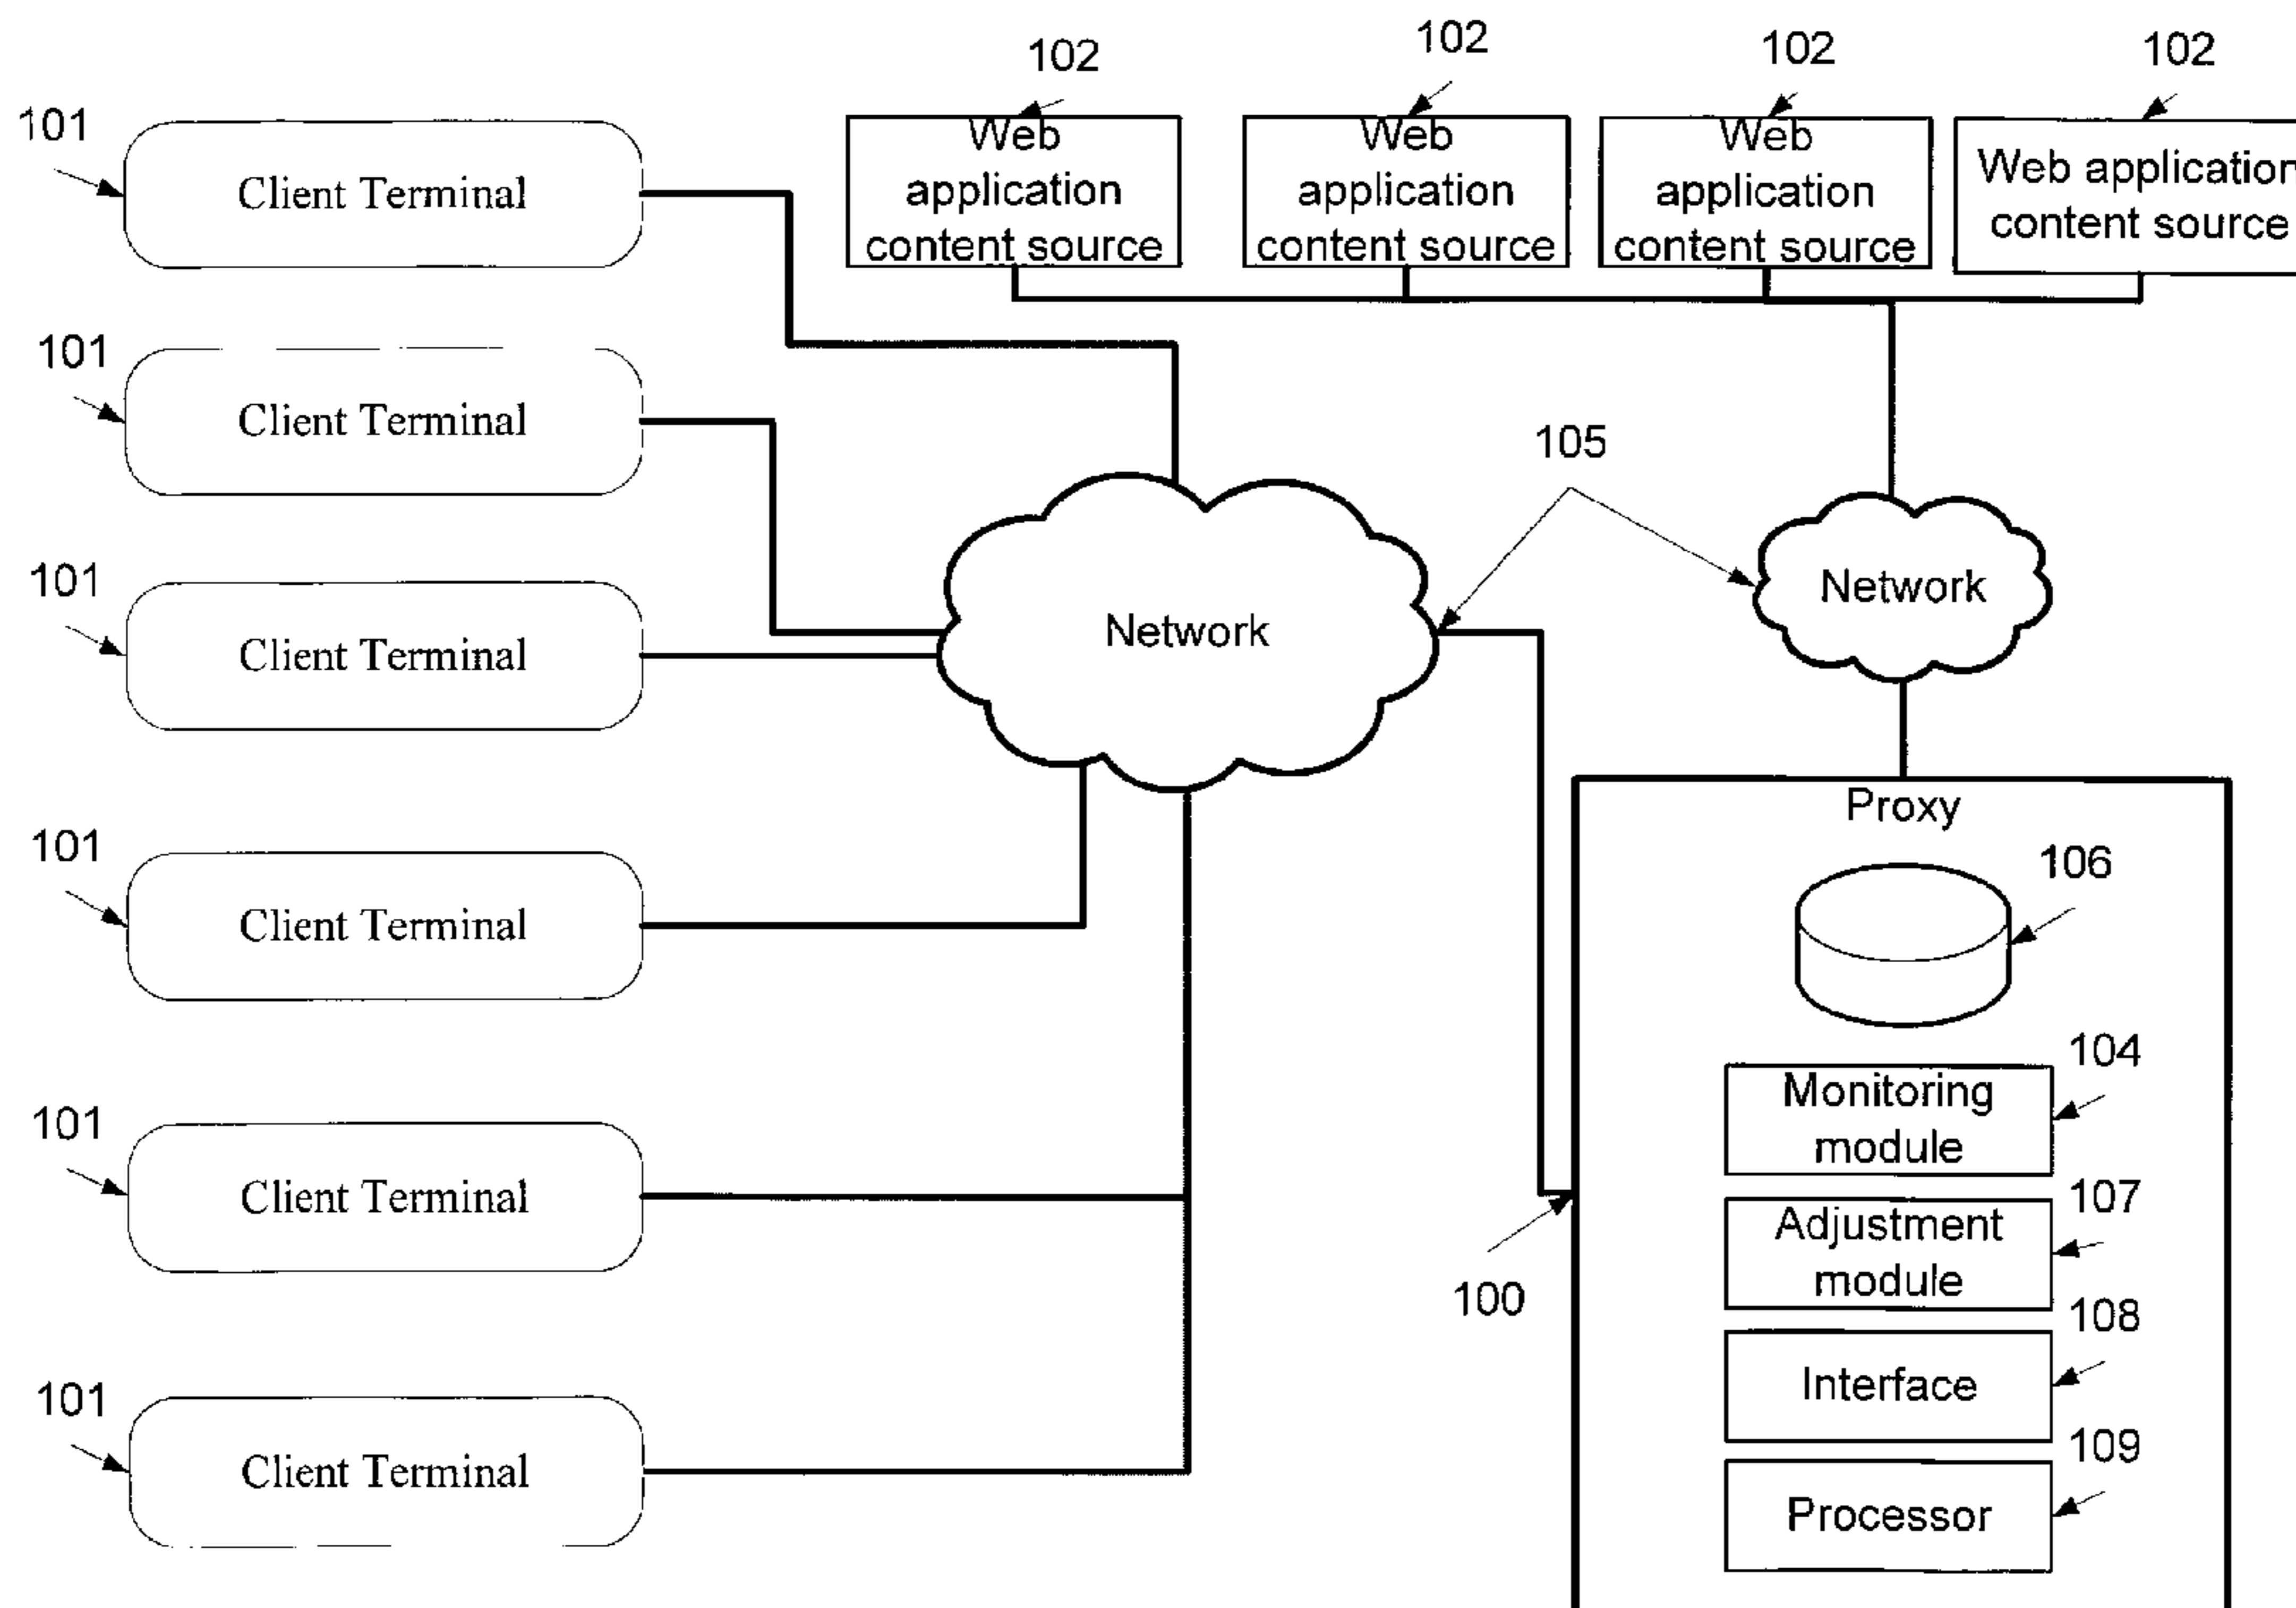 102
102
102
102
101
Client Terminal
Web
application
content source
Web
application
content source
Web
application
content source
Web application
content source
101
Client Terminal
105
101
Client Terminal
Network
Network
Proxy
101
Client Terminal
106
104
Monitoring
module
101
Client Terminal
107
Adjustment
module
100
108
Interface
101
Client Terminal
109
Processor